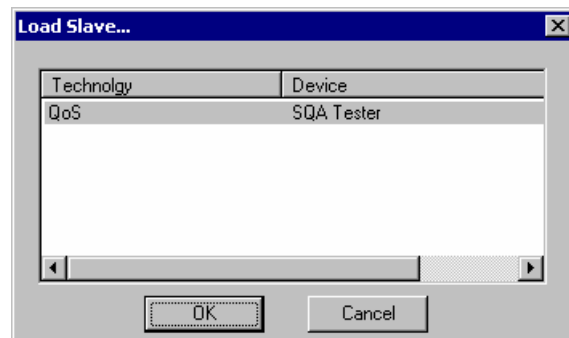 Load Slave...
Technolgy Device
QoS SQA Tester
OK Cancel